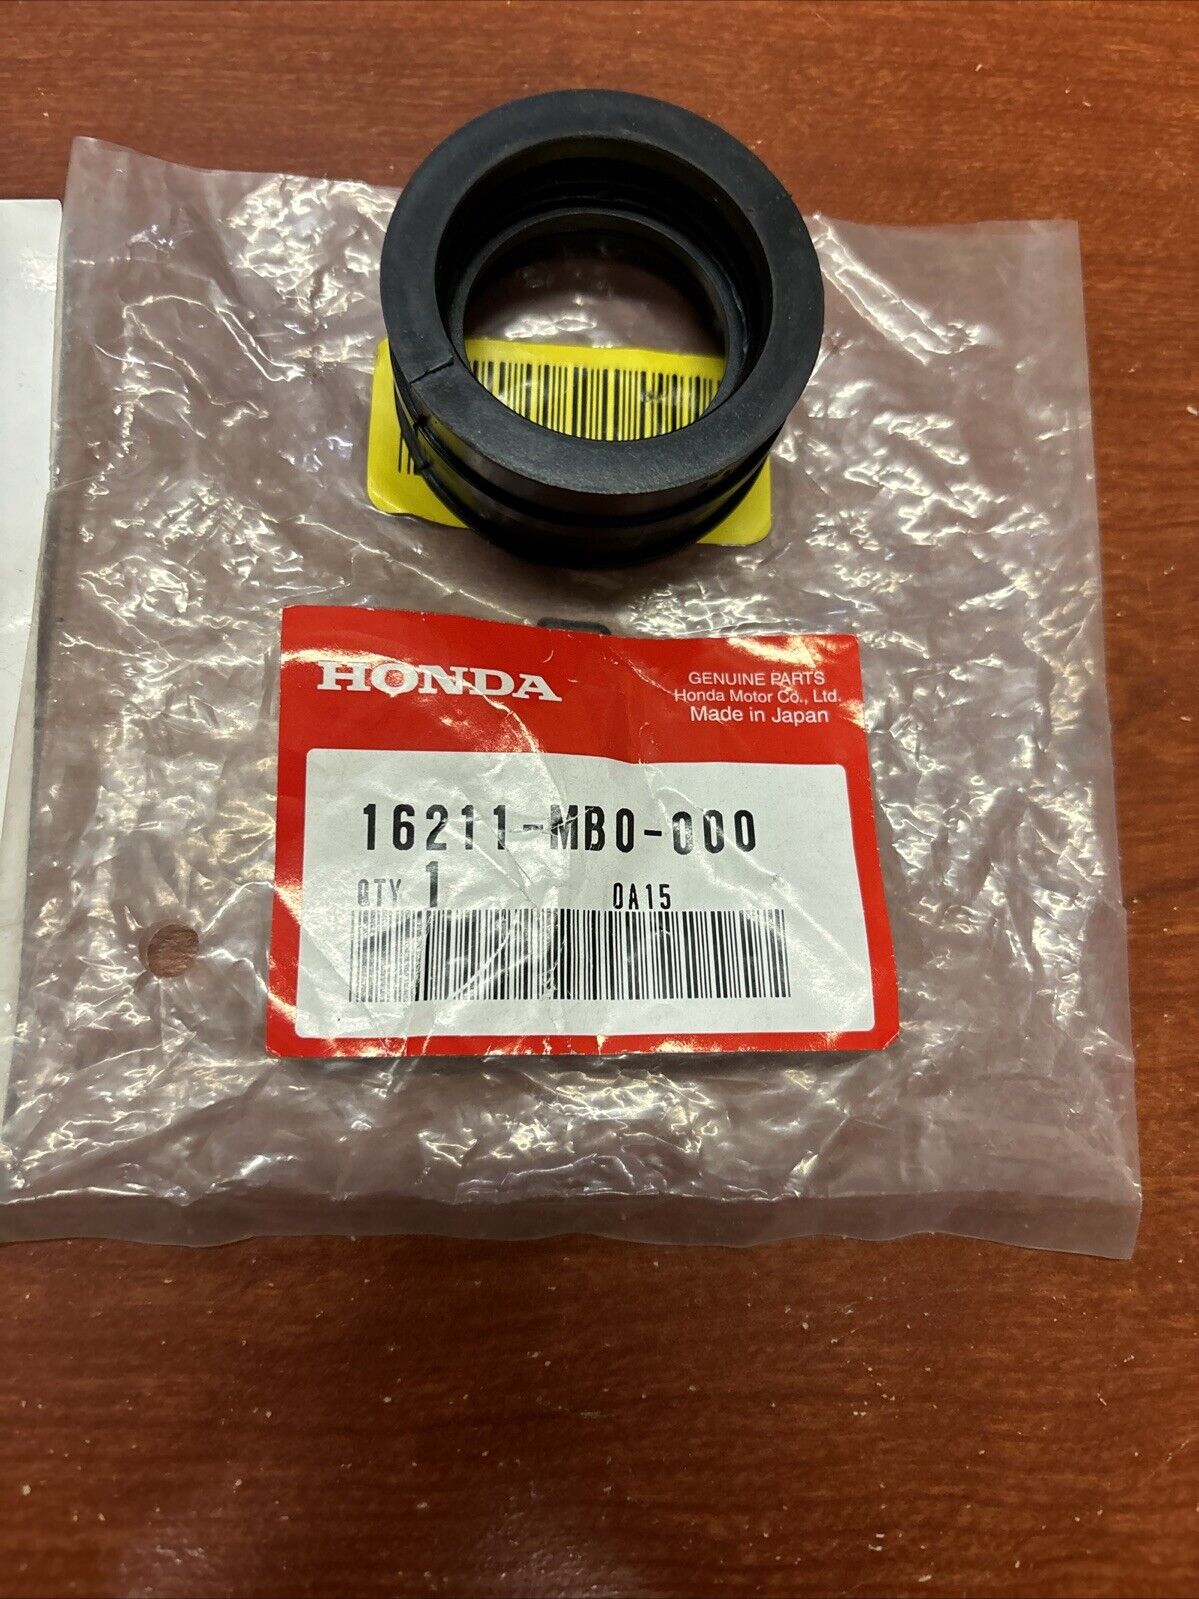 HONDA
GENUINE PARTS
Honda Motor Co., Ltd.
Made in Japan
16211-MB0-000
QTY 1 0A15